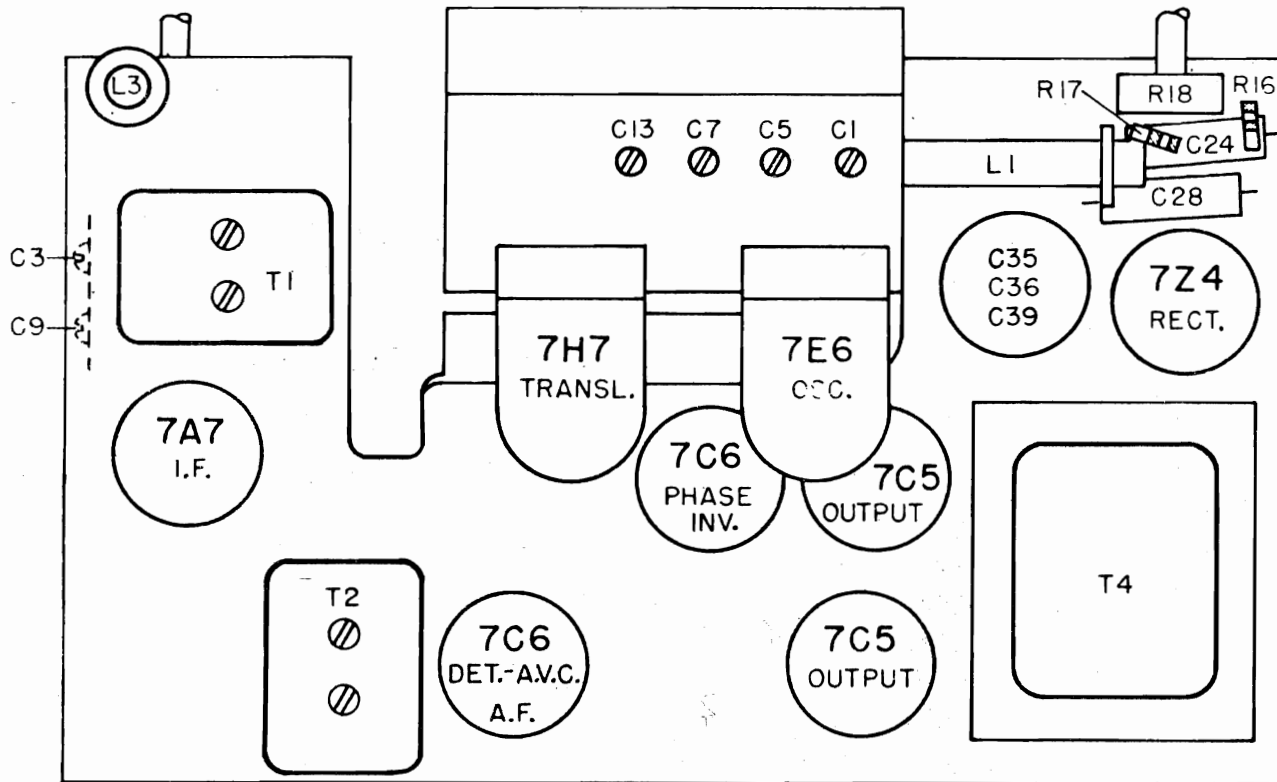 L3
C13 C7 C5 C1
R17
R18
R16
C24
L1
C28
C3
C9
T1
C35
C36
C39
7Z4
RECT.
7H7
TRANSL.
7E6
OSC.
7A7
I.F.
7C6
PHASE
INV.
7C5
OUTPUT
T2
7C6
DET.-A.V.C.
A.F.
7C5
OUTPUT
T4